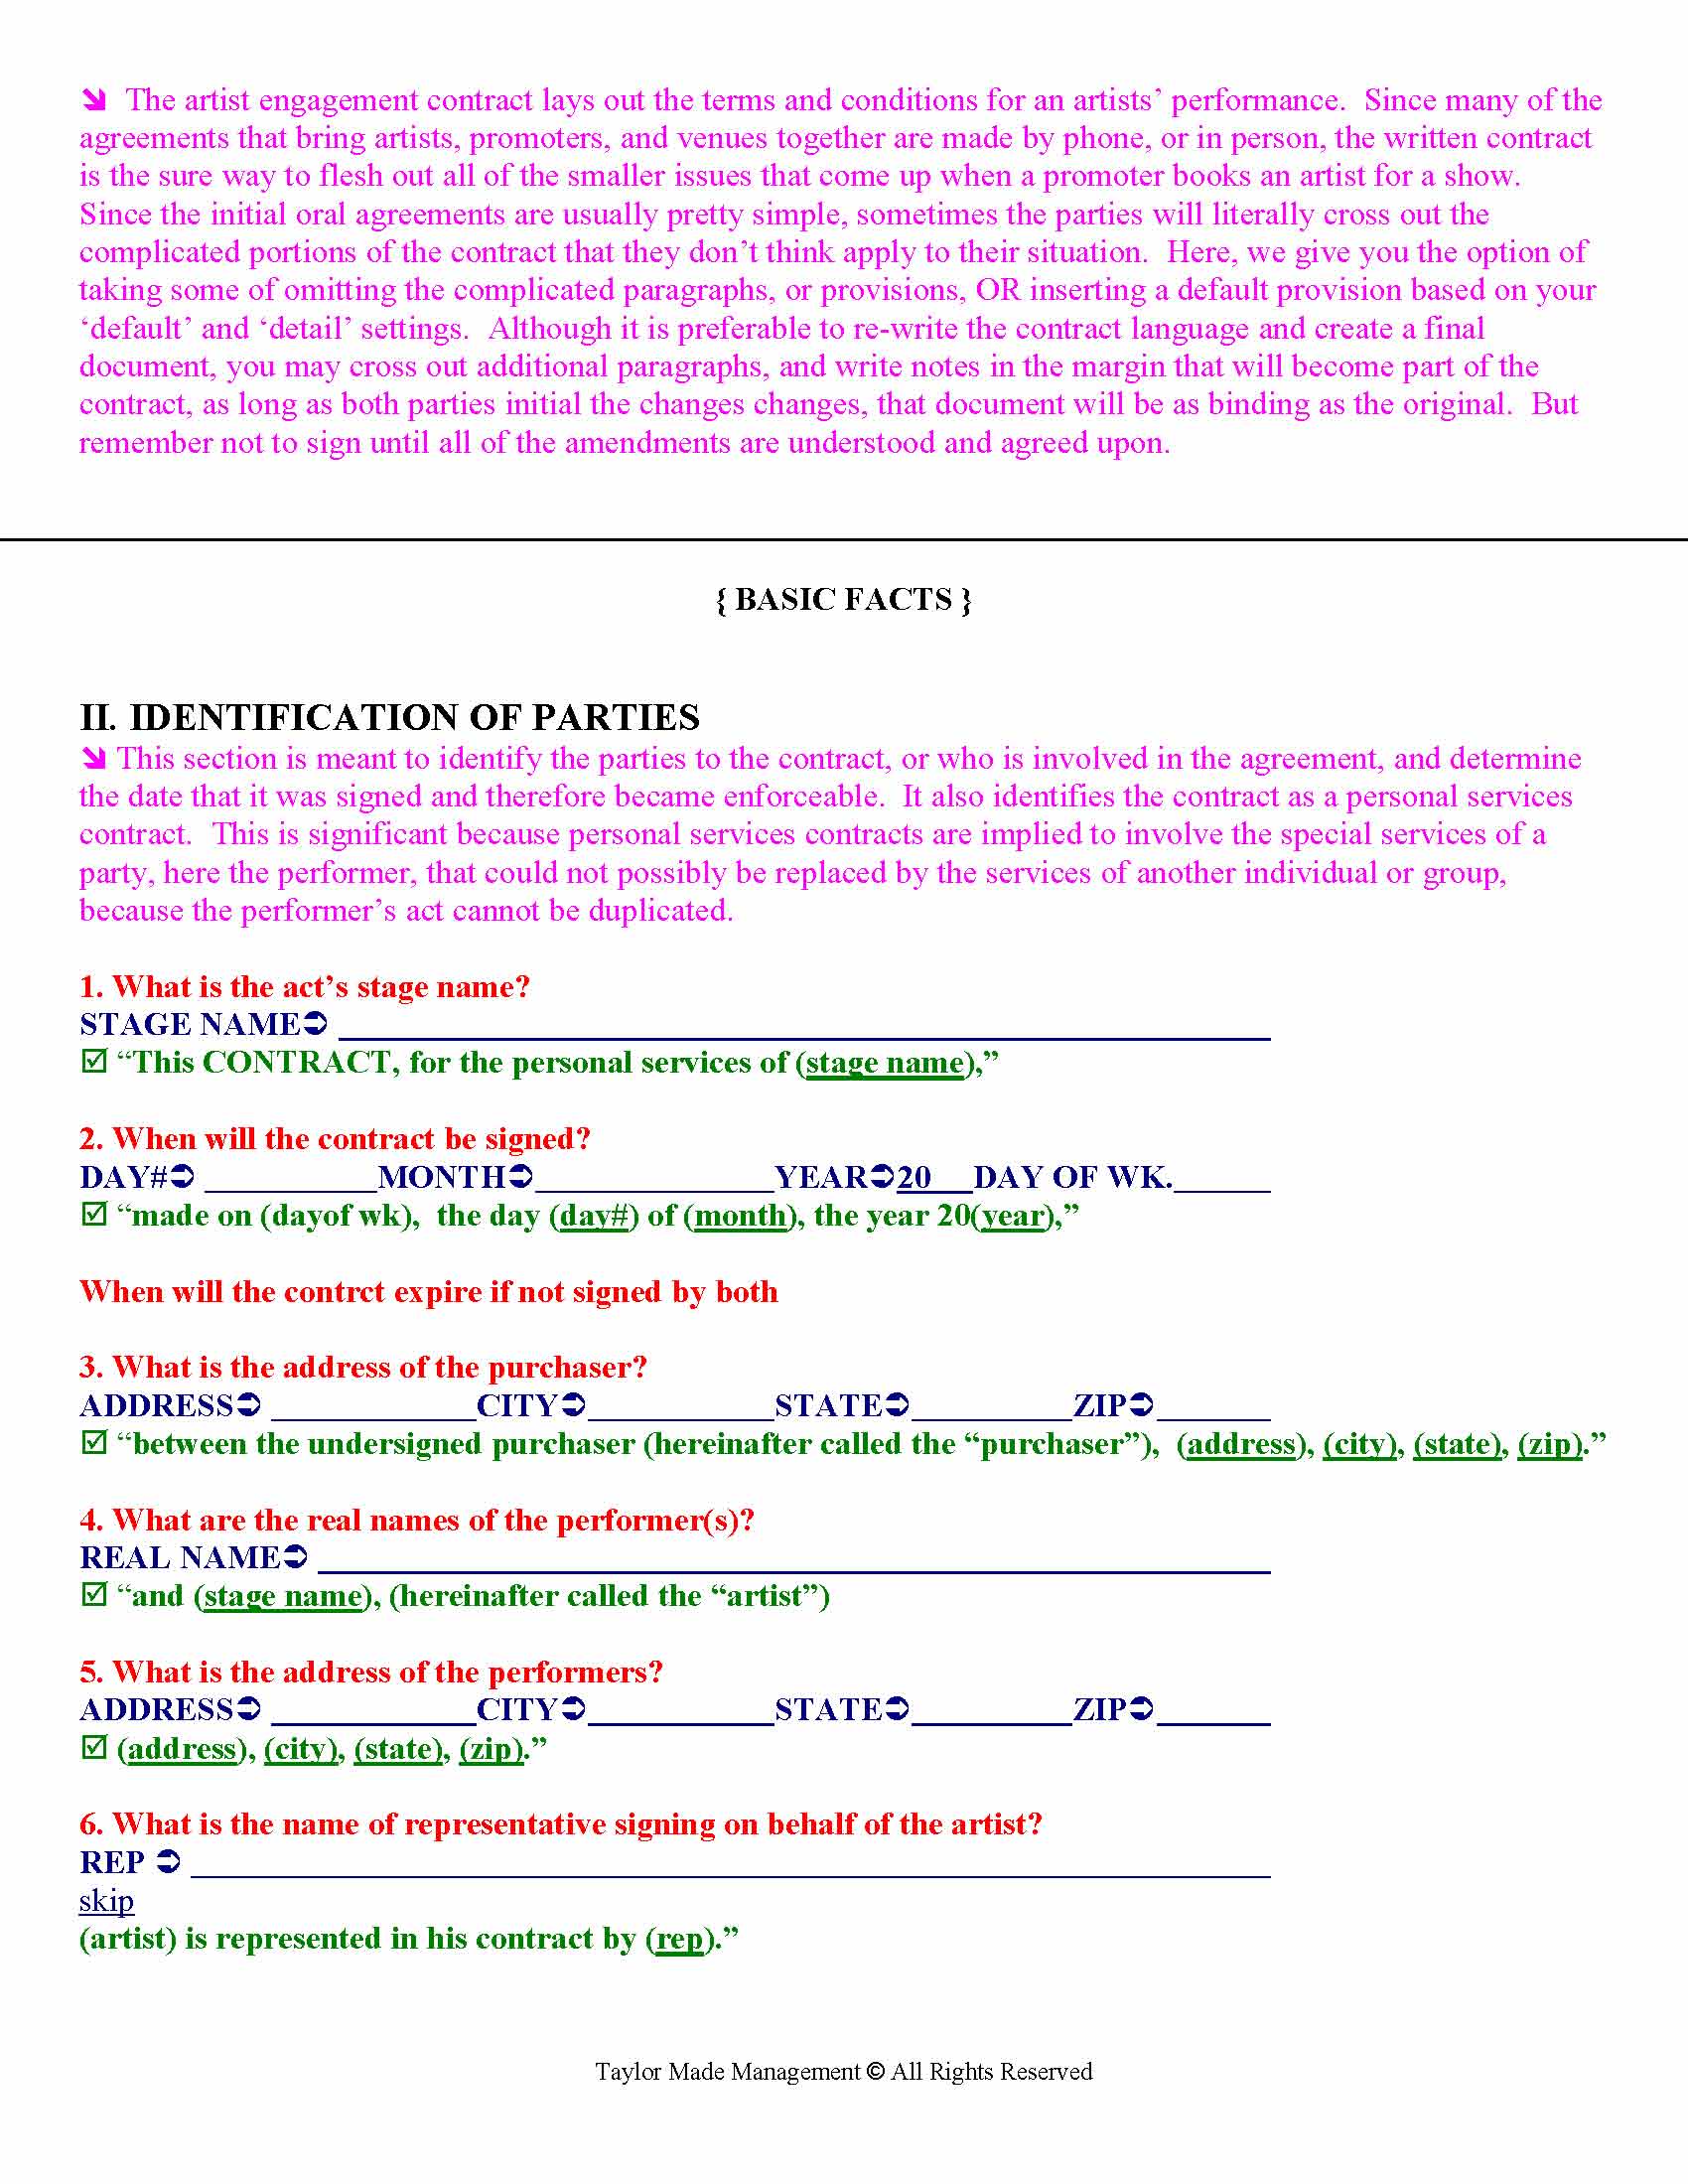 The artist engagement contract lays out the terms and conditions for an artists’ performance.  Since many of the
agreements that bring artists, promoters, and venues together are made by phone, or in person, the written contract
is the sure way to flesh out all of the smaller issues that come up when a promoter books an artist for a show.
Since the initial oral agreements are usually pretty simple, sometimes the parties will literally cross out the
complicated portions of the contract that they don’t think apply to their situation.  Here, we give you the option of
taking some of omitting the complicated paragraphs, or provisions, OR inserting a default provision based on your
‘default’ and ‘detail’ settings.  Although it is preferable to re-write the contract language and create a final
document, you may cross out additional paragraphs, and write notes in the margin that will become part of the
contract, as long as both parties initial the changes changes, that document will be as binding as the original.  But
remember not to sign until all of the amendments are understood and agreed upon.
{ BASIC FACTS }
II. IDENTIFICATION OF PARTIES
This section is meant to identify the parties to the contract, or who is involved in the agreement, and determine
the date that it was signed and therefore became enforceable.  It also identifies the contract as a personal services
contract.  This is significant because personal services contracts are implied to involve the special services of a
party, here the performer, that could not possibly be replaced by the services of another individual or group,
because the performer’s act cannot be duplicated.
1. What is the act’s stage name?
STAGE NAME➲ ____________________
☑ “This CONTRACT, for the personal services of (stage name),”
2. When will the contract be signed?
DAY#➲ __________MONTH➲______________YEAR➲20__DAY OF WK.______
☑ “made on (dayof wk),  the day (day#) of (month), the year 20(year),”
When will the contrct expire if not signed by both
3. What is the address of the purchaser?
ADDRESS➲ ____________CITY➲___________STATE➲_________ZIP➲_______
☑ “between the undersigned purchaser (hereinafter called the “purchaser”),  (address), (city), (state), (zip).”
4. What are the real names of the performer(s)?
REAL NAME➲ ____________________
☑ “and (stage name), (hereinafter called the “artist”)
5. What is the address of the performers?
ADDRESS➲ ____________CITY➲___________STATE➲_________ZIP➲_______
☑ (address), (city), (state), (zip).”
6. What is the name of representative signing on behalf of the artist?
REP ➲ ____________________
skip
(artist) is represented in his contract by (rep).”
Taylor Made Management © All Rights Reserved